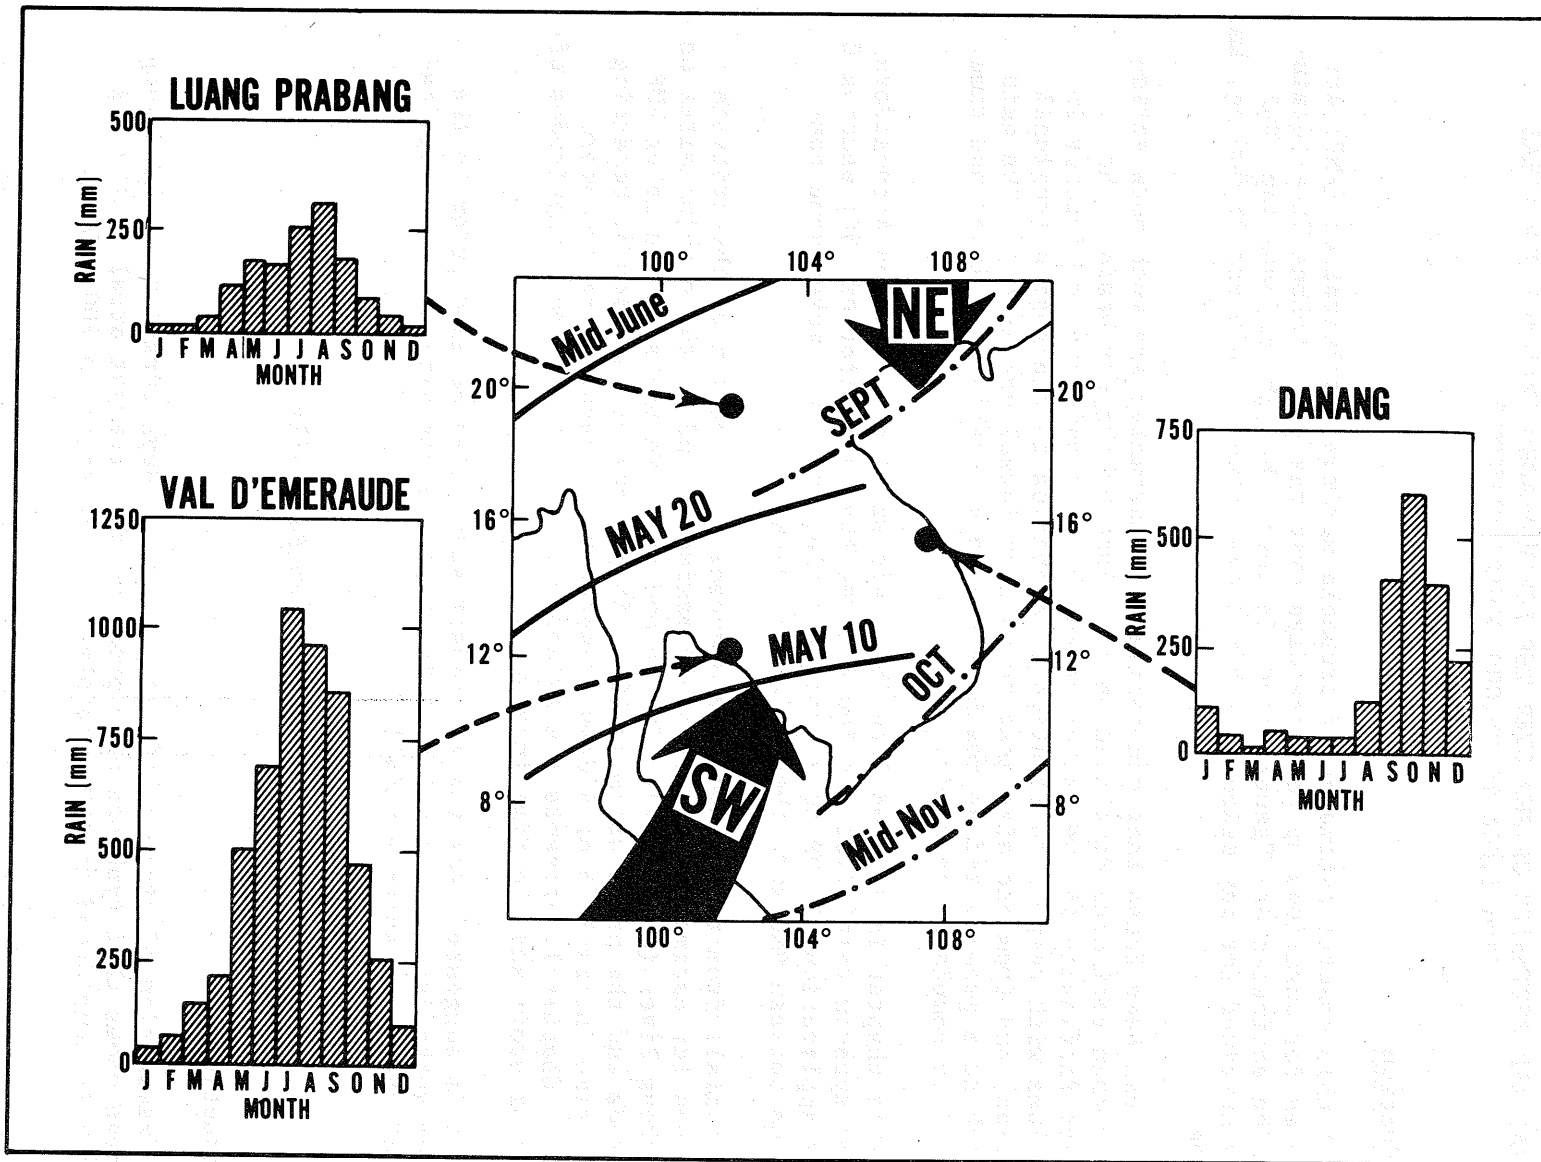 LUANG PRABANG
500
250
0
RAIN (mm)
J F M A M J J A S O N D
MONTH
VAL D'EMERAUDE
1250
1000
750
500
250
0
RAIN (mm)
J F M A M J J A S O N D
MONTH
100° 104° 108°
20°
16°
12°
8°
Mid-June
NE
SEPT
MAY 20
MAY 10
OCT
SW
Mid-Nov.
20°
16°
12°
8°
100° 104° 108°
DANANG
750
500
250
0
RAIN (mm)
J F M A M J J A S O N D
MONTH